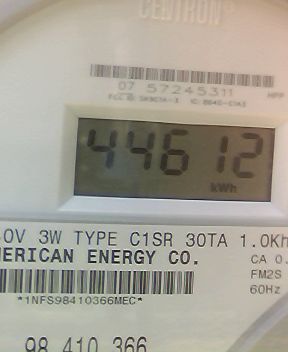 CENTRON®
07 57245311
44612
kWh
0V 3W TYPE C1SR 30TA 1.0Kh
ERICAN ENERGY CO.
CA 0.
FM2S
60Hz
*1NFS98410366MEC*
98 410 366